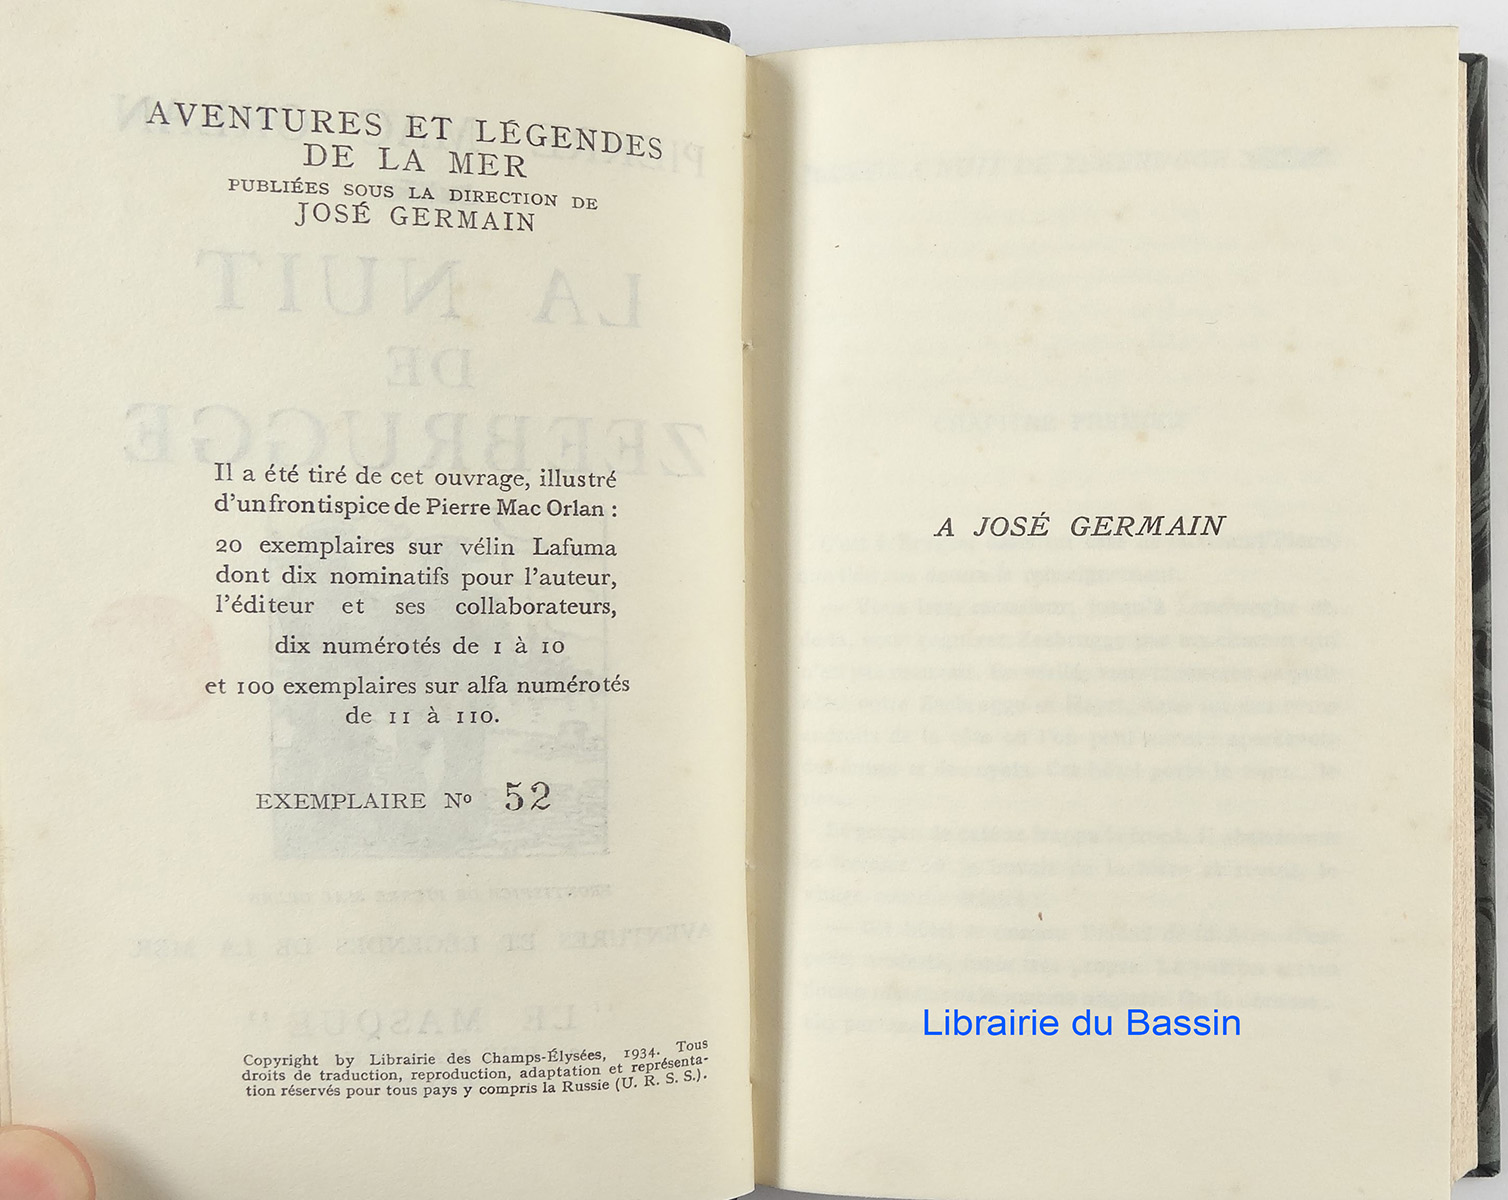 AVENTURES ET LÉGENDES
DE LA MER
PUBLIÉES SOUS LA DIRECTION DE
JOSÉ GERMAIN
Il a été tiré de cet ouvrage, illustré
d'un frontispice de Pierre Mac Orlan :
20 exemplaires sur vélin Lafuma
dont dix nominatifs pour l'auteur,
l'éditeur et ses collaborateurs,
dix numérotés de 1 à 10
et 100 exemplaires sur alfa numérotés
de 11 à 110.
EXEMPLAIRE No 52
Copyright by Librairie des Champs-Élysées, 1934. Tous
droits de traduction, reproduction, adaptation et représenta-
tion réservés pour tous pays y compris la Russie (U. R. S. S.).
A JOSÉ GERMAIN
Librairie du Bassin